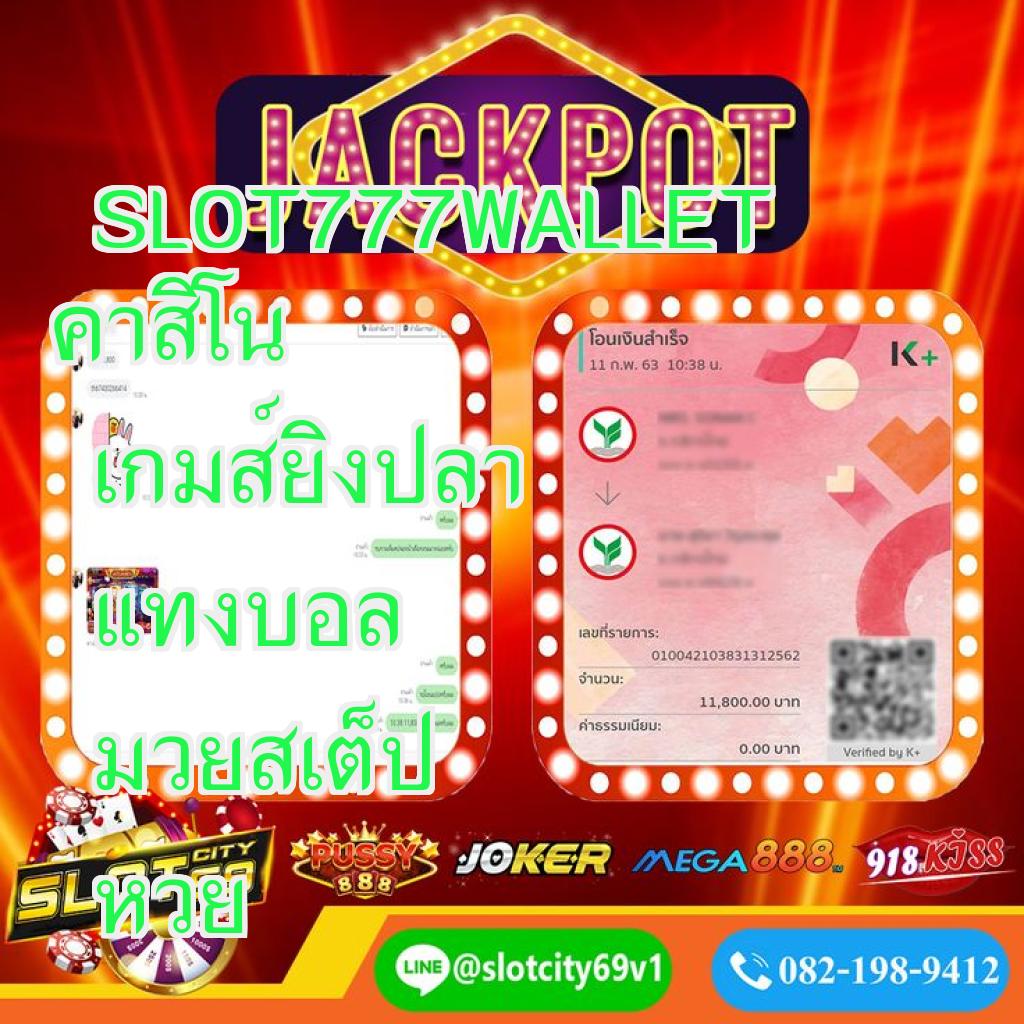 JACKPOT
SLOT777WALLET
คาสิโน
เกมส์ยิงปลา
แทงบอล
มวยสเต็ป
หวย
โอนเงินสำเร็จ
11 ก.พ. 63 10:38 น.
K+
เลขที่รายการ:
010042103831312562
จำนวน:
11,800.00 บาท
ค่าธรรมเนียม:
0.00 บาท
Verified by K+
SLOT CITY
PUSSY 888
JOKER
MEGA888
918KISS
LINE @slotcity69v1
082-198-9412